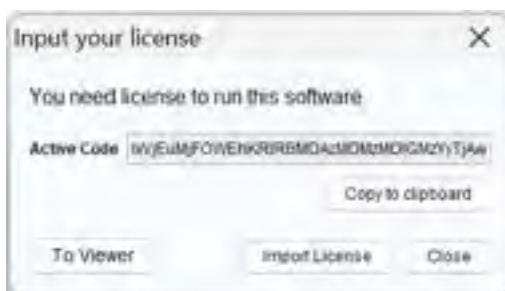 Input your license
You need license to run this software
Active Code
Copy to clipboard
To Viewer
Import License
Close